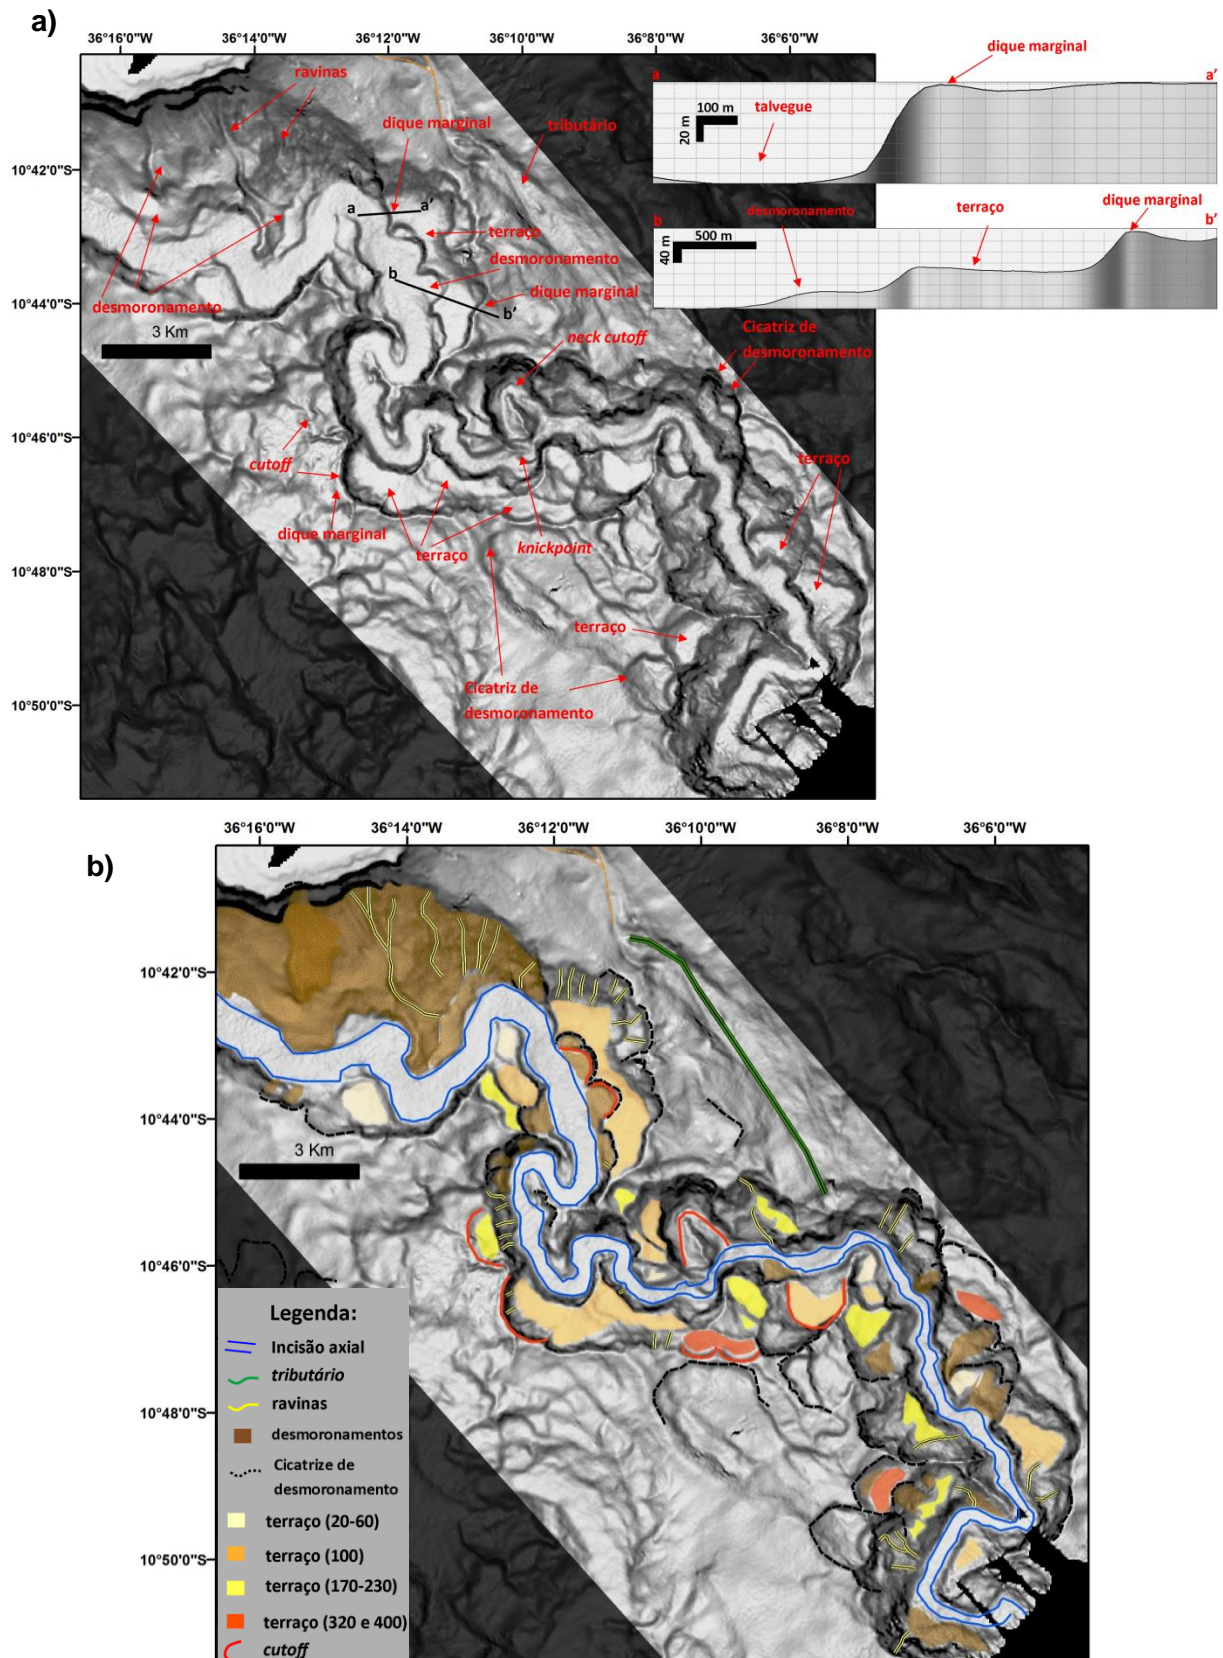 a)
36°16'0"W
36°14'0"W
36°12'0"W
36°10'0"W
36°8'0"W
36°6'0"W
10°42'0"S
10°44'0"S
10°46'0"S
10°48'0"S
10°50'0"S
ravinas
dique marginal
tributário
a
a'
terraço
desmoronamento
b
dique marginal
b'
desmoronamento
3 Km
neck cutoff
Cicatriz de
desmoronamento
cutoff
dique marginal
terraço
knickpoint
terraço
terraço
Cicatriz de
desmoronamento
dique marginal
a
a'
100 m
20 m
talvegue
desmoronamento
terraço
dique marginal
b
b'
500 m
40 m
b)
36°16'0"W
36°14'0"W
36°12'0"W
36°10'0"W
36°8'0"W
36°6'0"W
10°42'0"S
10°44'0"S
10°46'0"S
10°48'0"S
10°50'0"S
3 Km
Legenda:
Incisão axial
tributário
ravinas
desmoronamentos
Cicatrize de
desmoronamento
terraço (20-60)
terraço (100)
terraço (170-230)
terraço (320 e 400)
cutoff